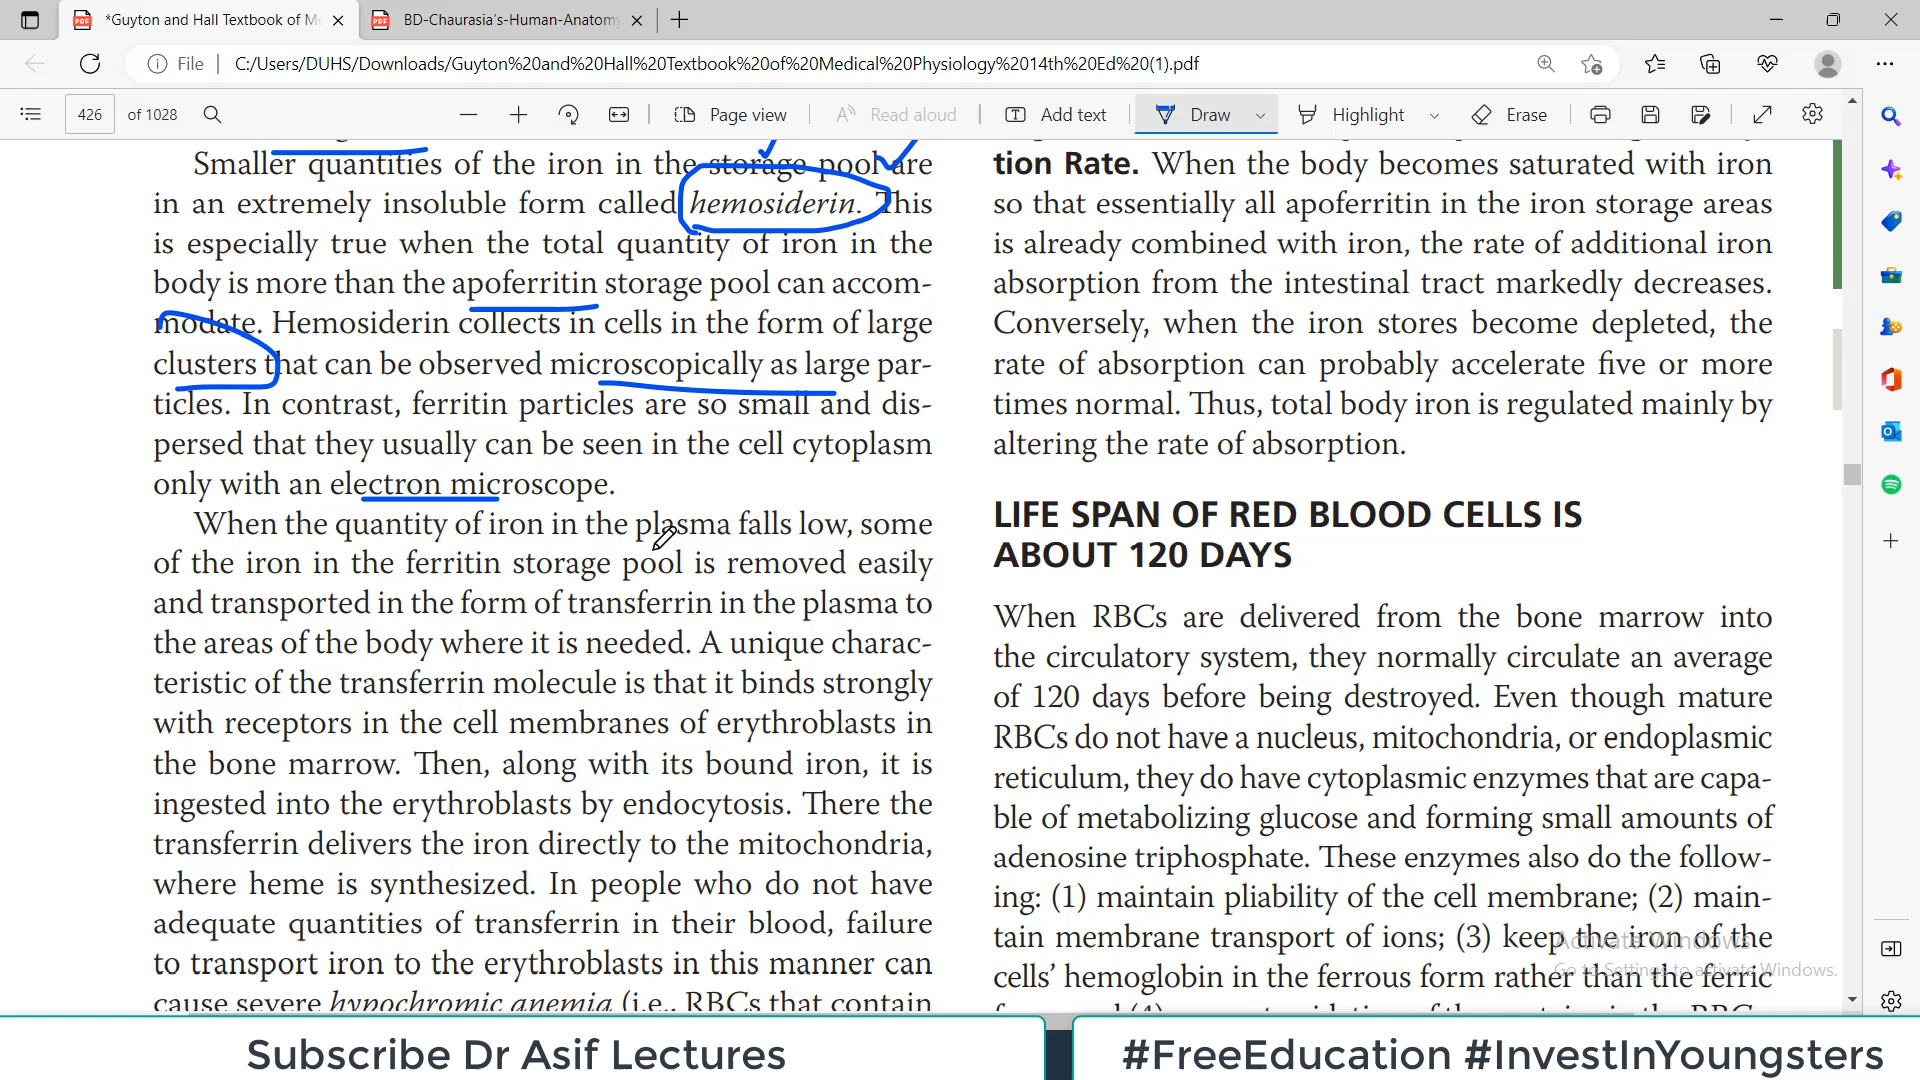 *Guyton and Hall Textbook of M
BD-Chaurasia's-Human-Anatomy
File
C:/Users/DUHS/Downloads/Guyton%20and%20Hall%20Textbook%20of%20Medical%20Physiology%2014th%20Ed%20(1).pdf
426 of 1028
Page view
Read aloud
Add text
Draw
Highlight
Erase
Smaller quantities of the iron in the storage pool are
in an extremely insoluble form called hemosiderin. This
is especially true when the total quantity of iron in the
body is more than the apoferritin storage pool can accom-
modate. Hemosiderin collects in cells in the form of large
clusters that can be observed microscopically as large par-
ticles. In contrast, ferritin particles are so small and dis-
persed that they usually can be seen in the cell cytoplasm
only with an electron microscope.
When the quantity of iron in the plasma falls low, some
of the iron in the ferritin storage pool is removed easily
and transported in the form of transferrin in the plasma to
the areas of the body where it is needed. A unique charac-
teristic of the transferrin molecule is that it binds strongly
with receptors in the cell membranes of erythroblasts in
the bone marrow. Then, along with its bound iron, it is
ingested into the erythroblasts by endocytosis. There the
transferrin delivers the iron directly to the mitochondria,
where heme is synthesized. In people who do not have
adequate quantities of transferrin in their blood, failure
to transport iron to the erythroblasts in this manner can
cause severe hypochromic anemia (i.e., RBCs that contain
tion Rate. When the body becomes saturated with iron
so that essentially all apoferritin in the iron storage areas
is already combined with iron, the rate of additional iron
absorption from the intestinal tract markedly decreases.
Conversely, when the iron stores become depleted, the
rate of absorption can probably accelerate five or more
times normal. Thus, total body iron is regulated mainly by
altering the rate of absorption.
LIFE SPAN OF RED BLOOD CELLS IS
ABOUT 120 DAYS
When RBCs are delivered from the bone marrow into
the circulatory system, they normally circulate an average
of 120 days before being destroyed. Even though mature
RBCs do not have a nucleus, mitochondria, or endoplasmic
reticulum, they do have cytoplasmic enzymes that are capa-
ble of metabolizing glucose and forming small amounts of
adenosine triphosphate. These enzymes also do the follow-
ing: (1) maintain pliability of the cell membrane; (2) main-
tain membrane transport of ions; (3) keep the iron of the
cells' hemoglobin in the ferrous form rather than the ferric
Activate Windows
Go to Settings to activate Windows.
Subscribe Dr Asif Lectures
#FreeEducation #InvestInYoungsters